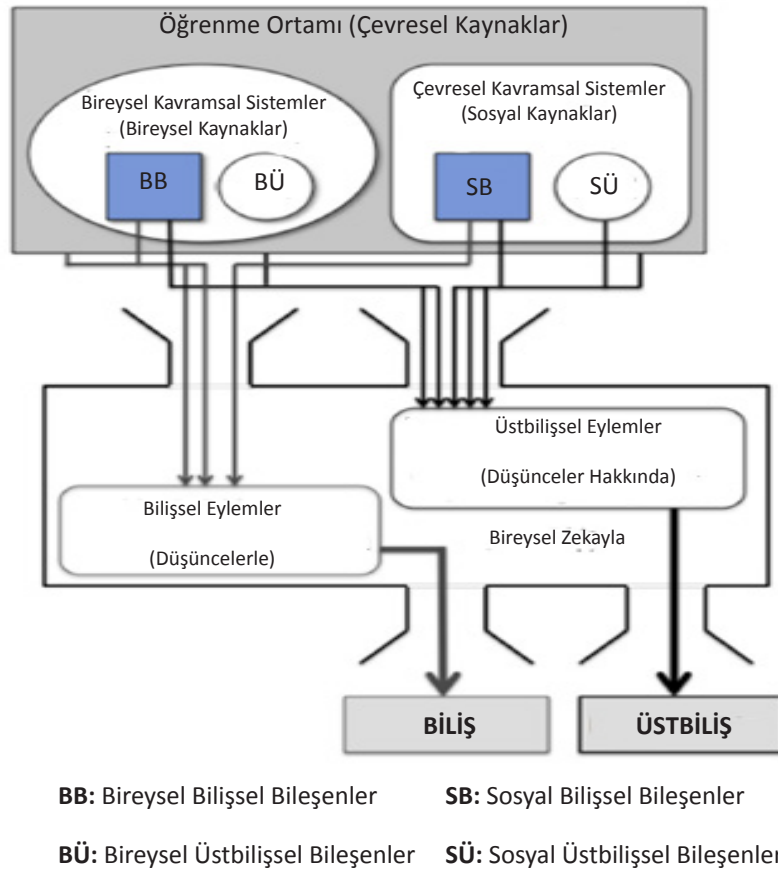 Öğrenme Ortamı (Çevresel Kaynaklar)
Bireysel Kavramsal Sistemler
(Bireysel Kaynaklar)
BB
BÜ
Çevresel Kavramsal Sistemler
(Sosyal Kaynaklar)
SB
SÜ
Üstbilişsel Eylemler
(Düşünceler Hakkında)
Bilişsel Eylemler
(Düşüncelerle)
Bireysel Zekayla
BİLİŞ
ÜSTBİLİŞ
BB: Bireysel Bilişsel Bileşenler
SB: Sosyal Bilişsel Bileşenler
BÜ: Bireysel Üstbilişsel Bileşenler
SÜ: Sosyal Üstbilişsel Bileşenler